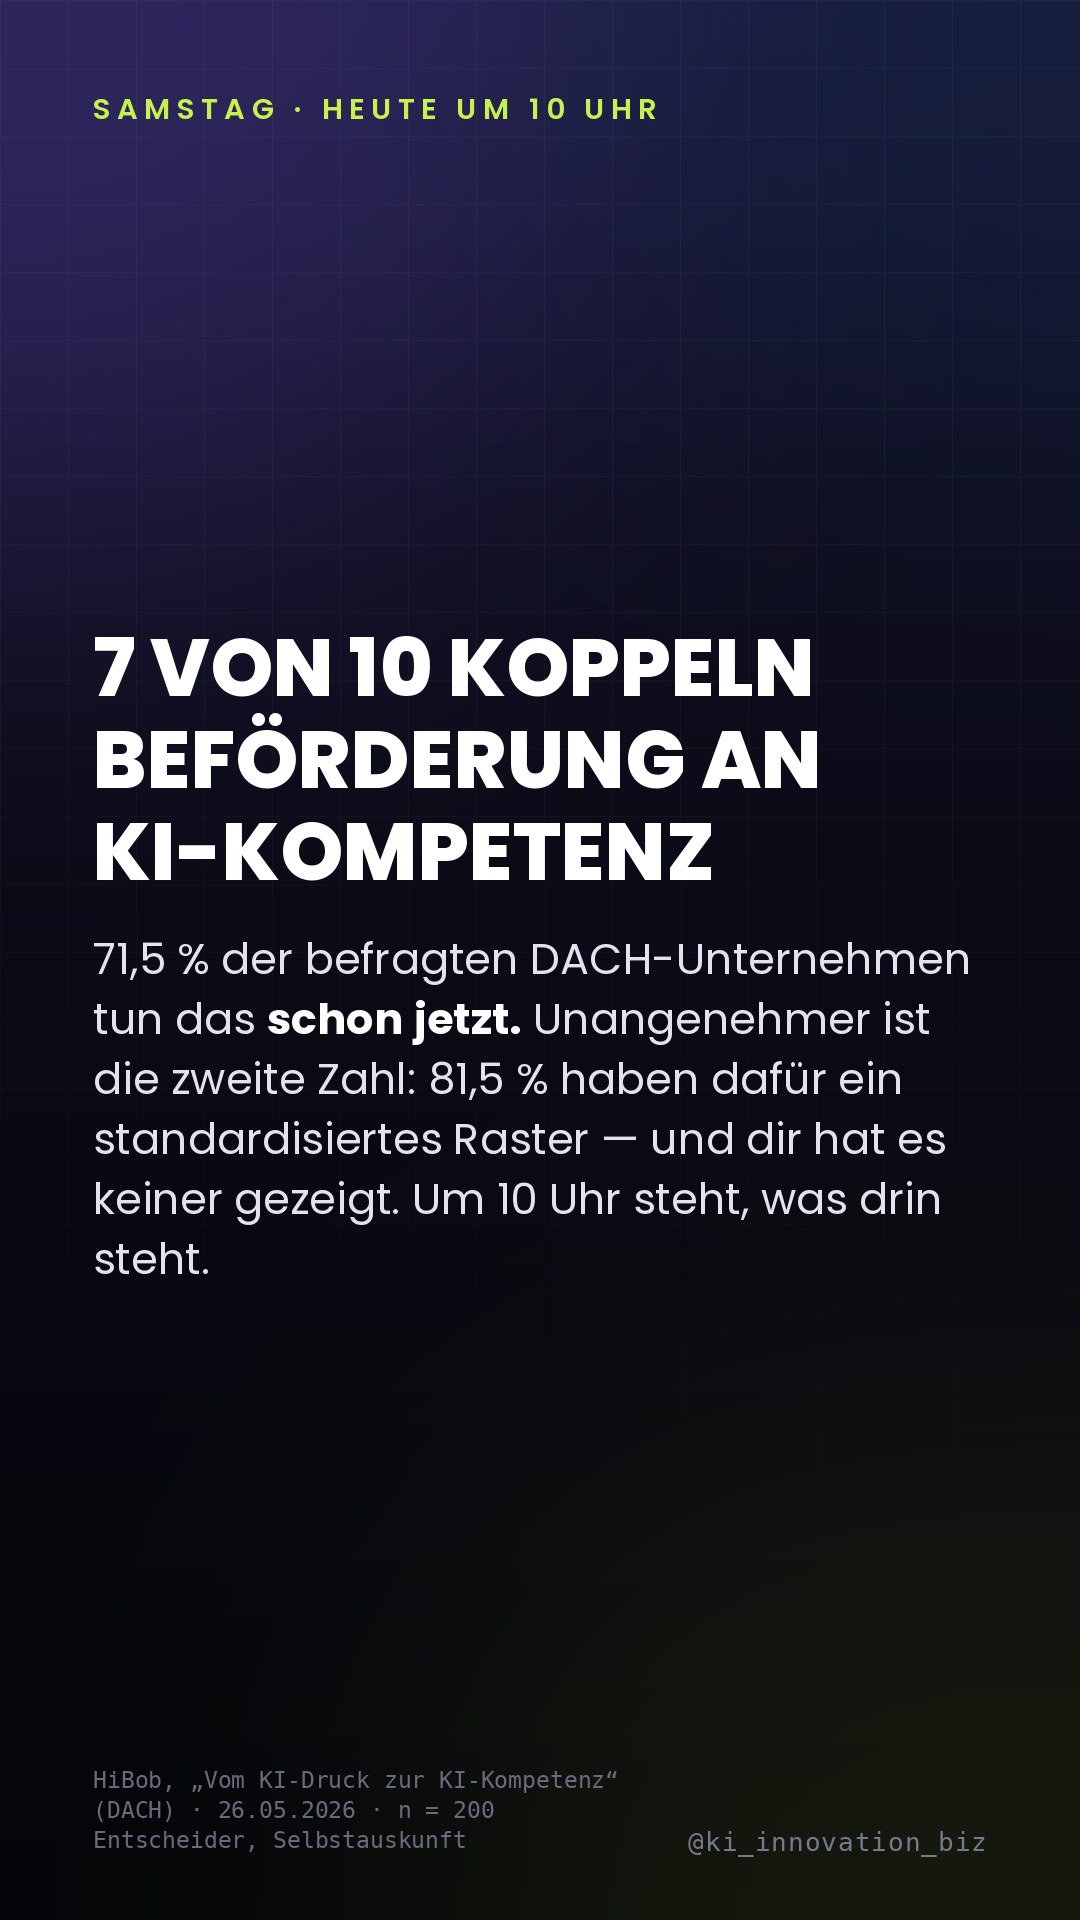 SAMSTAG · HEUTE UM 10 UHR
7 VON 10 KOPPELN
BEFÖRDERUNG AN
KI-KOMPETENZ
71,5 % der befragten DACH-Unternehmen
tun das schon jetzt. Unangenehmer ist
die zweite Zahl: 81,5 % haben dafür ein
standardisiertes Raster — und dir hat es
keiner gezeigt. Um 10 Uhr steht, was drin
steht.
HiBob, „Vom KI-Druck zur KI-Kompetenz“
(DACH) · 26.05.2026 · n = 200
Entscheider, Selbstauskunft
@ki_innovation_biz